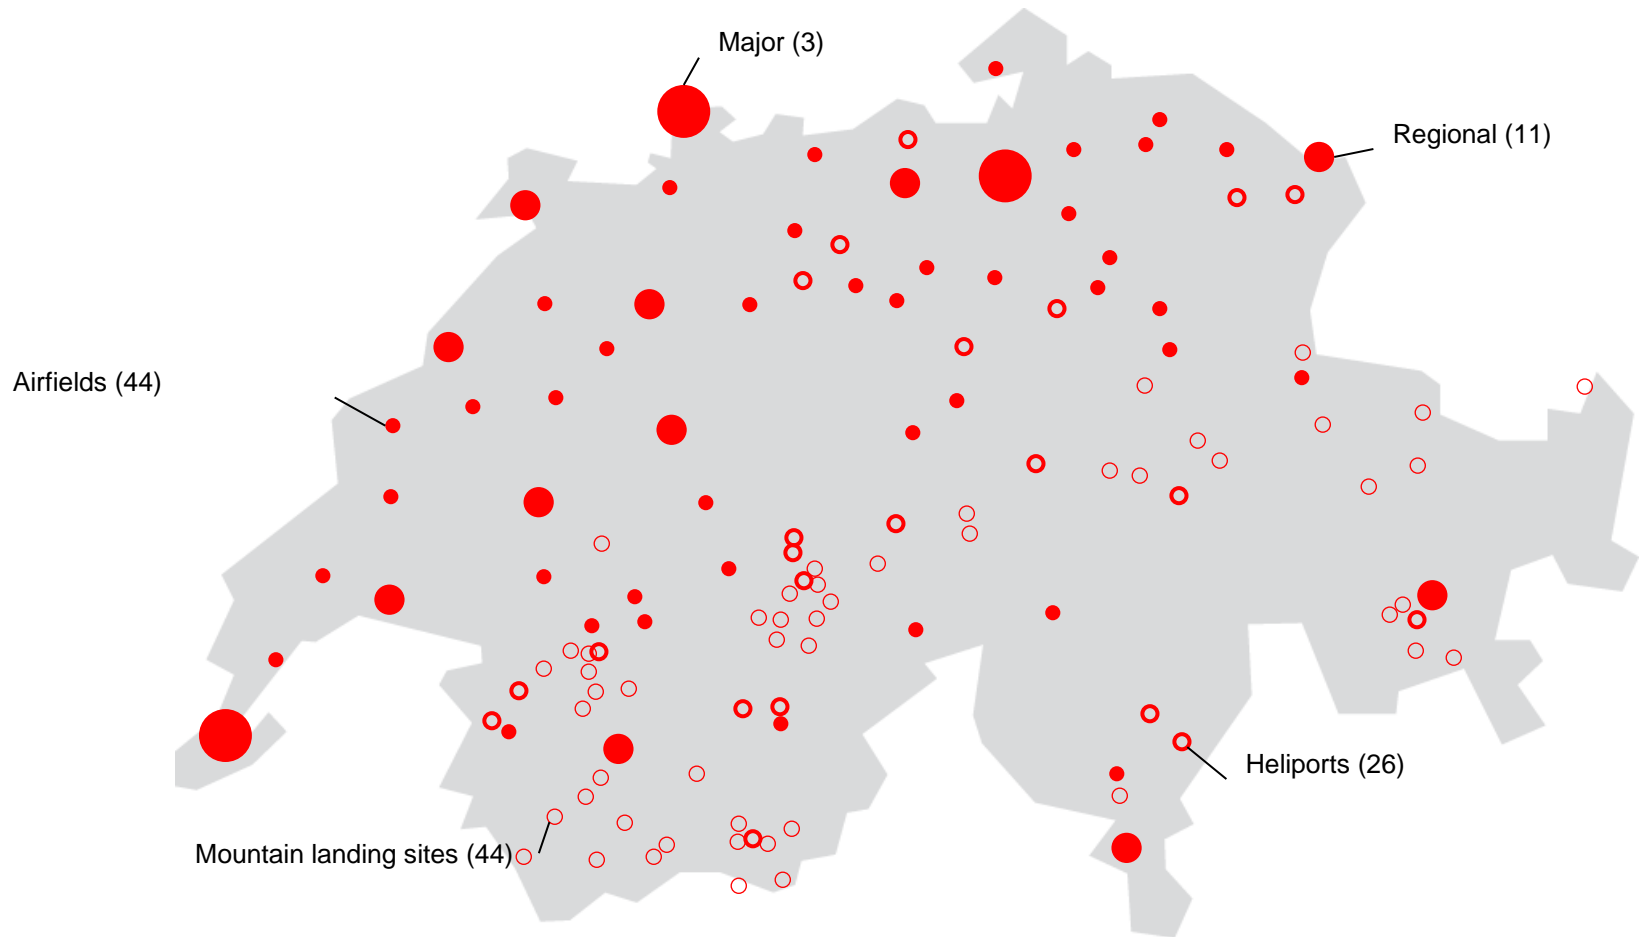 Major (3)
Regional (11)
Airfields (44)
Heliports (26)
Mountain landing sites (44)